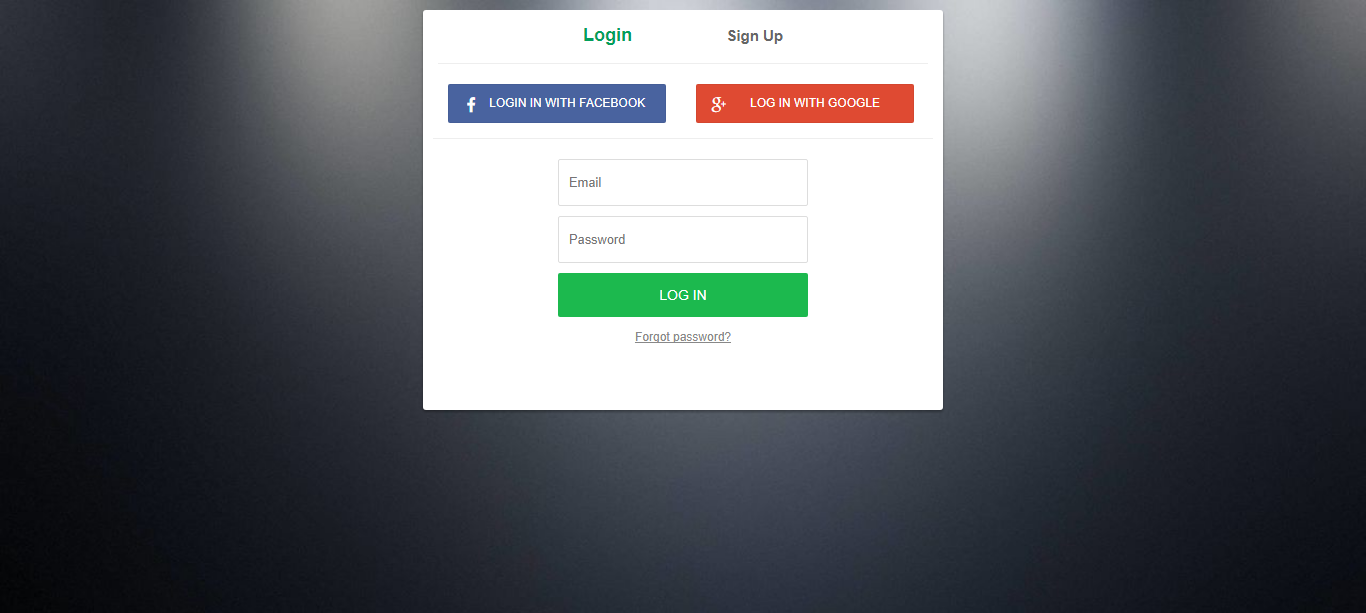 Login Sign Up
LOGIN IN WITH FACEBOOK LOG IN WITH GOOGLE
Email
Password
LOG IN
Forgot password?